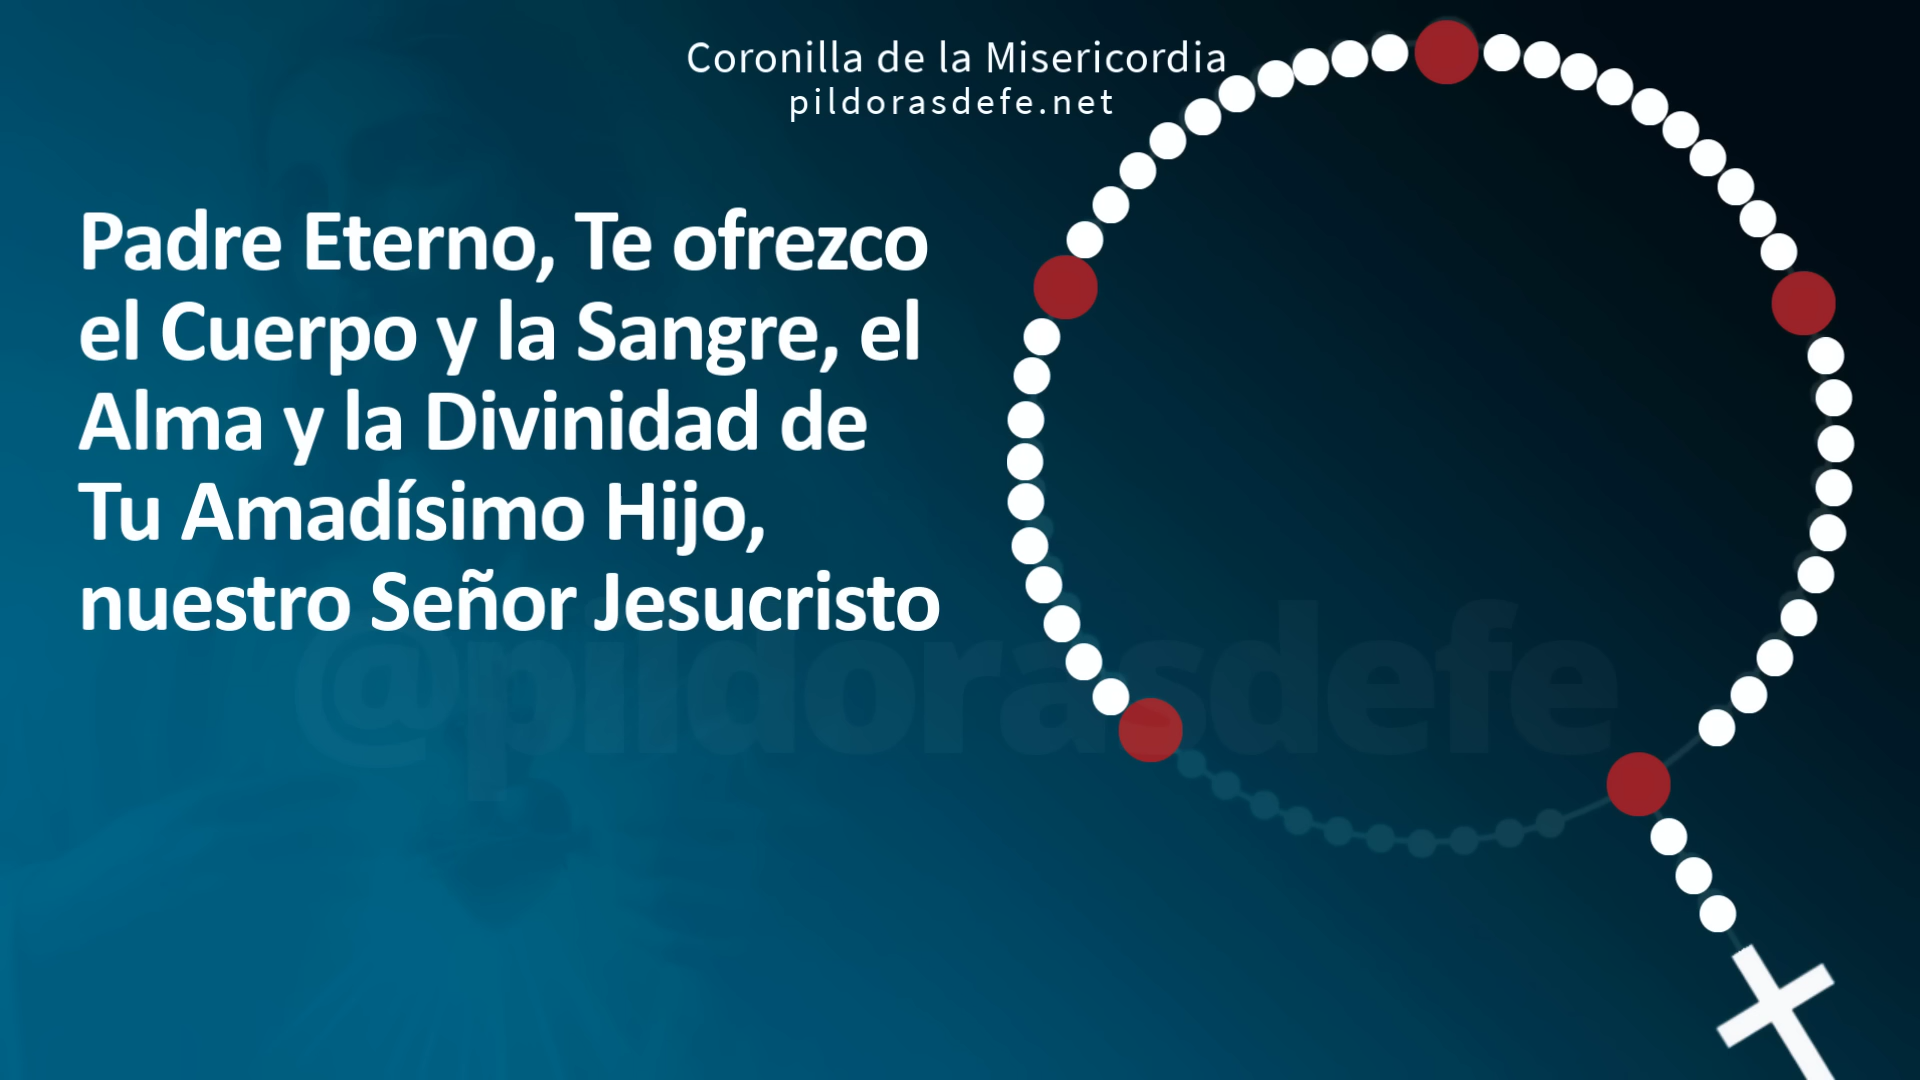 Coronilla de la Misericordia
pildorasdefe.net
Padre Eterno, Te ofrezco
el Cuerpo y la Sangre, el
Alma y la Divinidad de
Tu Amadísimo Hijo,
nuestro Señor Jesucristo
@pildorasdefe